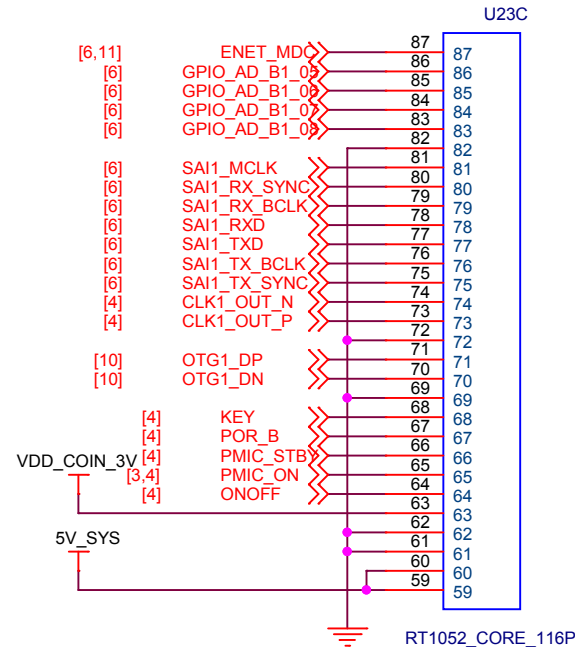 U23C
[6,11] ENET_MDC 87 87
[6] GPIO_AD_B1_05 86 86
[6] GPIO_AD_B1_06 85 85
[6] GPIO_AD_B1_07 84 84
[6] GPIO_AD_B1_08 83 83
82 82
[6] SAI1_MCLK 81 81
[6] SAI1_RX_SYNC 80 80
[6] SAI1_RX_BCLK 79 79
[6] SAI1_RXD 78 78
[6] SAI1_TXD 77 77
[6] SAI1_TX_BCLK 76 76
[6] SAI1_TX_SYNC 75 75
[4] CLK1_OUT_N 74 74
[4] CLK1_OUT_P 73 73
72 72
[10] OTG1_DP 71 71
[10] OTG1_DN 70 70
69 69
[4] KEY 68 68
[4] POR_B 67 67
VDD_COIN_3V [4] PMIC_STBY 66 66
[3,4] PMIC_ON 65 65
[4] ONOFF 64 64
63 63
62 62
5V_SYS 61 61
60 60
59 59
RT1052_CORE_116P